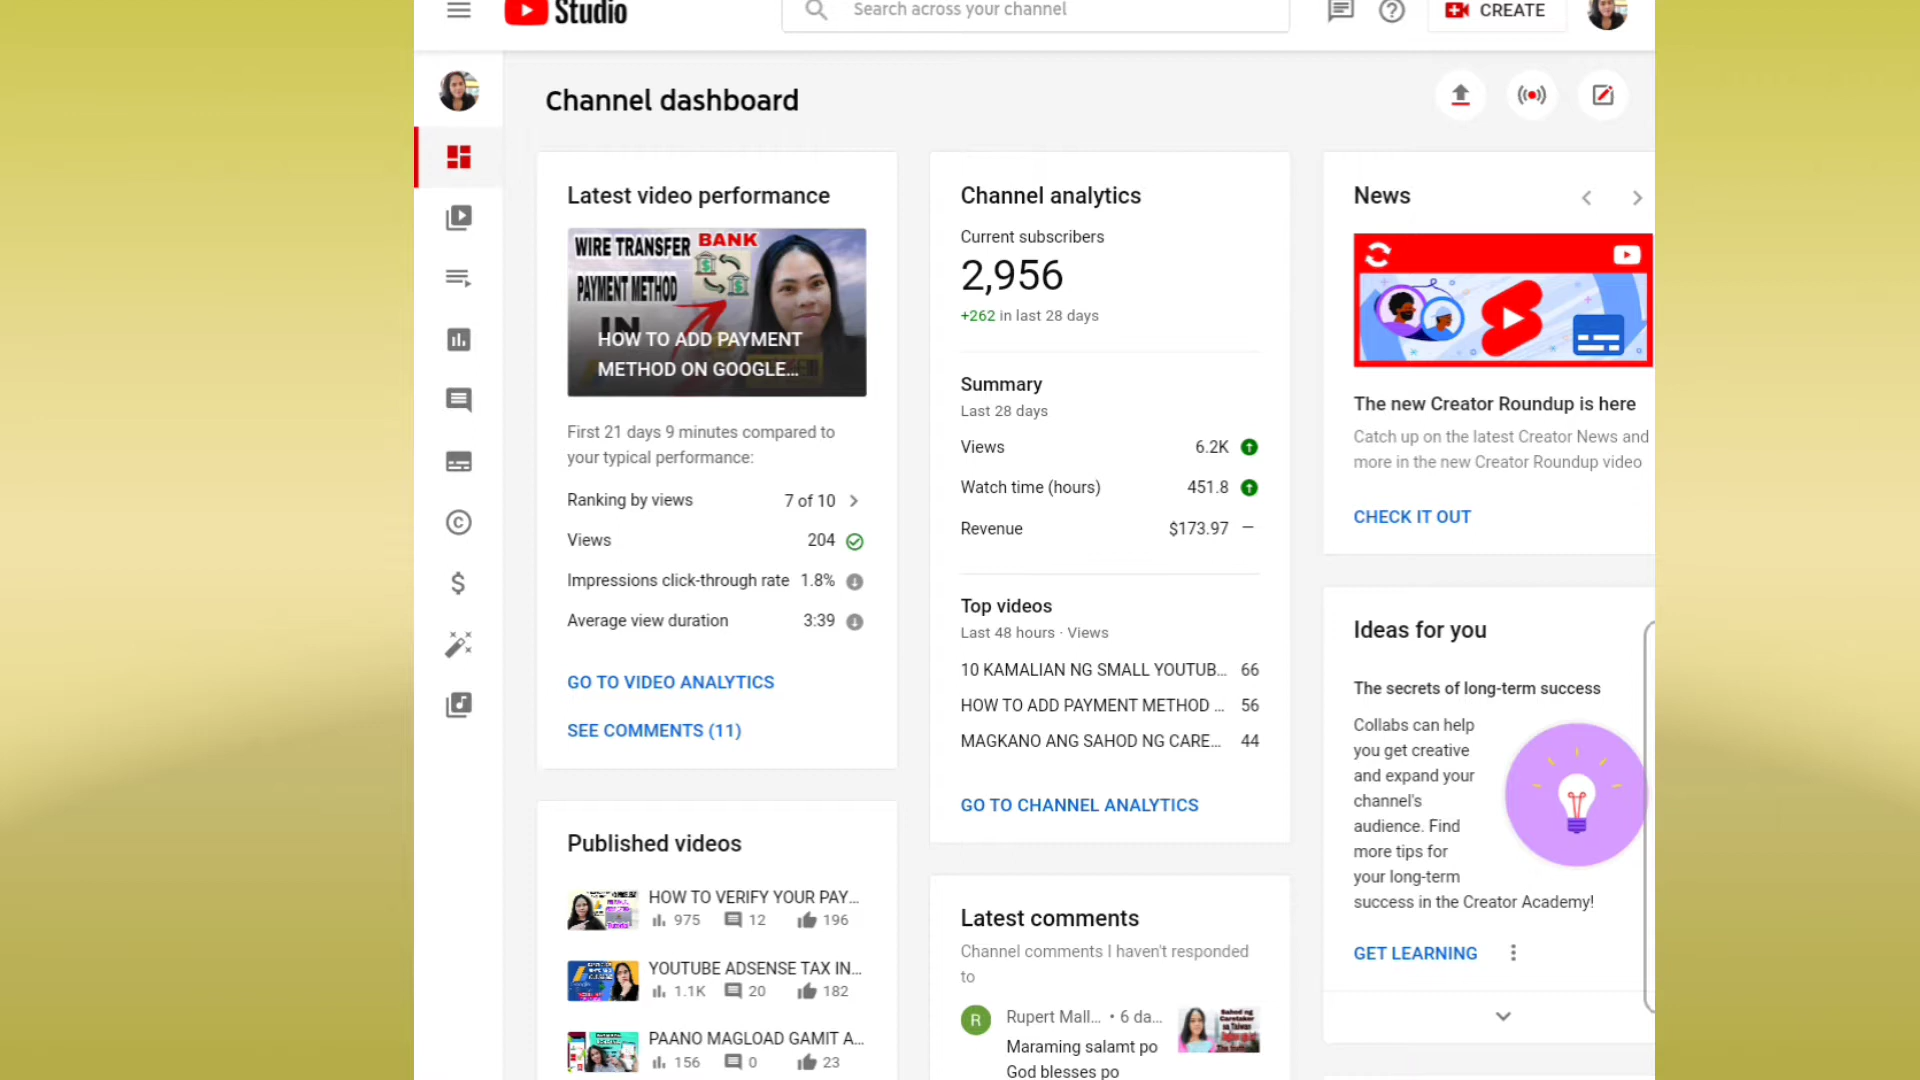 Studio
Search across your channel
CREATE
Channel dashboard
Latest video performance
WIRE TRANSFER BANK
PAYMENT METHOD
IN
HOW TO ADD PAYMENT
METHOD ON GOOGLE...
First 21 days 9 minutes compared to
your typical performance:
Ranking by views 7 of 10
Views 204
Impressions click-through rate 1.8%
Average view duration 3:39
GO TO VIDEO ANALYTICS
SEE COMMENTS (11)
Published videos
HOW TO VERIFY YOUR PAY...
975 12 196
YOUTUBE ADSENSE TAX IN...
1.1K 20 182
PAANO MAGLOAD GAMIT A...
156 0 23
Channel analytics
Current subscribers
2,956
+262 in last 28 days
Summary
Last 28 days
Views 6.2K
Watch time (hours) 451.8
Revenue $173.97 —
Top videos
Last 48 hours · Views
10 KAMALIAN NG SMALL YOUTUB... 66
HOW TO ADD PAYMENT METHOD ... 56
MAGKANO ANG SAHOD NG CARE... 44
GO TO CHANNEL ANALYTICS
Latest comments
Channel comments I haven't responded
to
R
Rupert Mall... • 6 da...
Maraming salamt po
God blesses po
Sahod ng
Caretaker
sa Taiwan
News
The new Creator Roundup is here
Catch up on the latest Creator News and
more in the new Creator Roundup video
CHECK IT OUT
Ideas for you
The secrets of long-term success
Collabs can help
you get creative
and expand your
channel's
audience. Find
more tips for
your long-term
success in the Creator Academy!
GET LEARNING